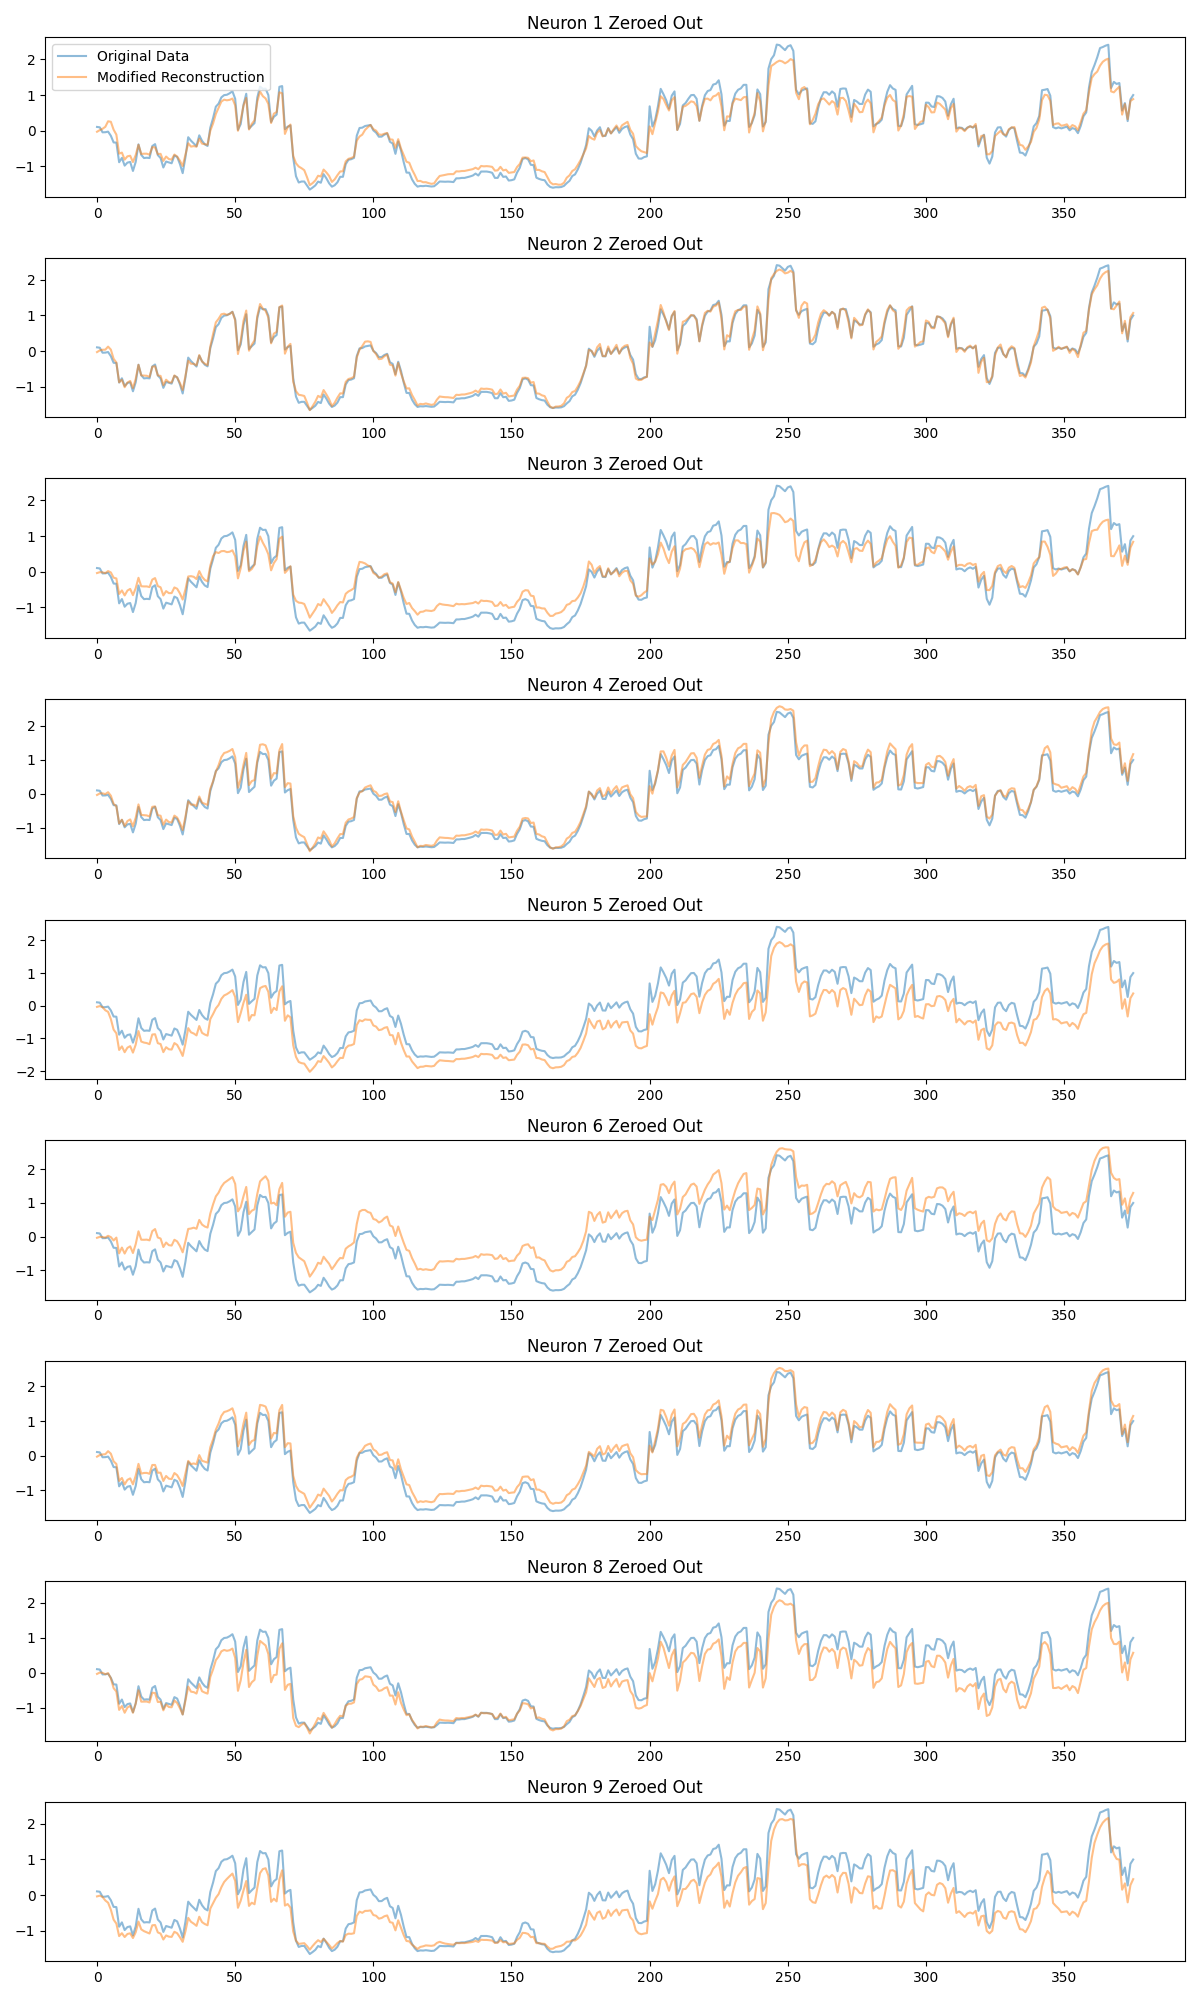 Neuron 1 Zeroed Out
Original Data
Modified Reconstruction
2
1
0
−1
0 50 100 150 200 250 300 350
Neuron 2 Zeroed Out
2
1
0
−1
0 50 100 150 200 250 300 350
Neuron 3 Zeroed Out
2
1
0
−1
0 50 100 150 200 250 300 350
Neuron 4 Zeroed Out
2
1
0
−1
0 50 100 150 200 250 300 350
Neuron 5 Zeroed Out
2
1
0
−1
−2
0 50 100 150 200 250 300 350
Neuron 6 Zeroed Out
2
1
0
−1
0 50 100 150 200 250 300 350
Neuron 7 Zeroed Out
2
1
0
−1
0 50 100 150 200 250 300 350
Neuron 8 Zeroed Out
2
1
0
−1
0 50 100 150 200 250 300 350
Neuron 9 Zeroed Out
2
1
0
−1
0 50 100 150 200 250 300 350